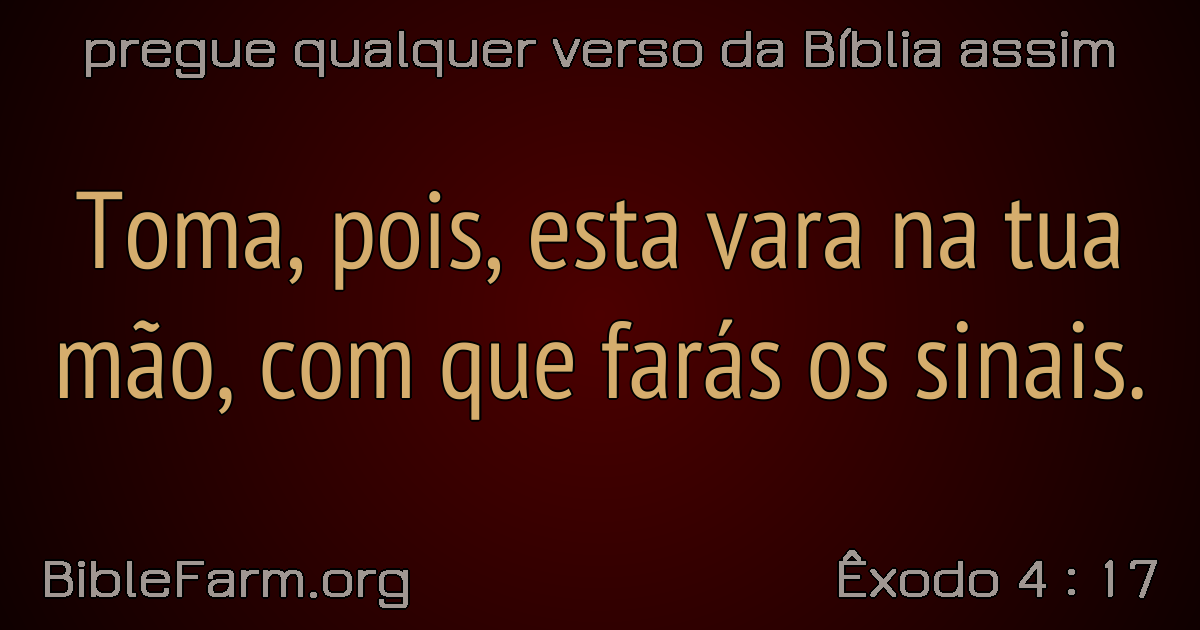 pregue qualquer verso da Bíblia assim
Toma, pois, esta vara na tua
mão, com que farás os sinais.
BibleFarm.org
Êxodo 4 : 17